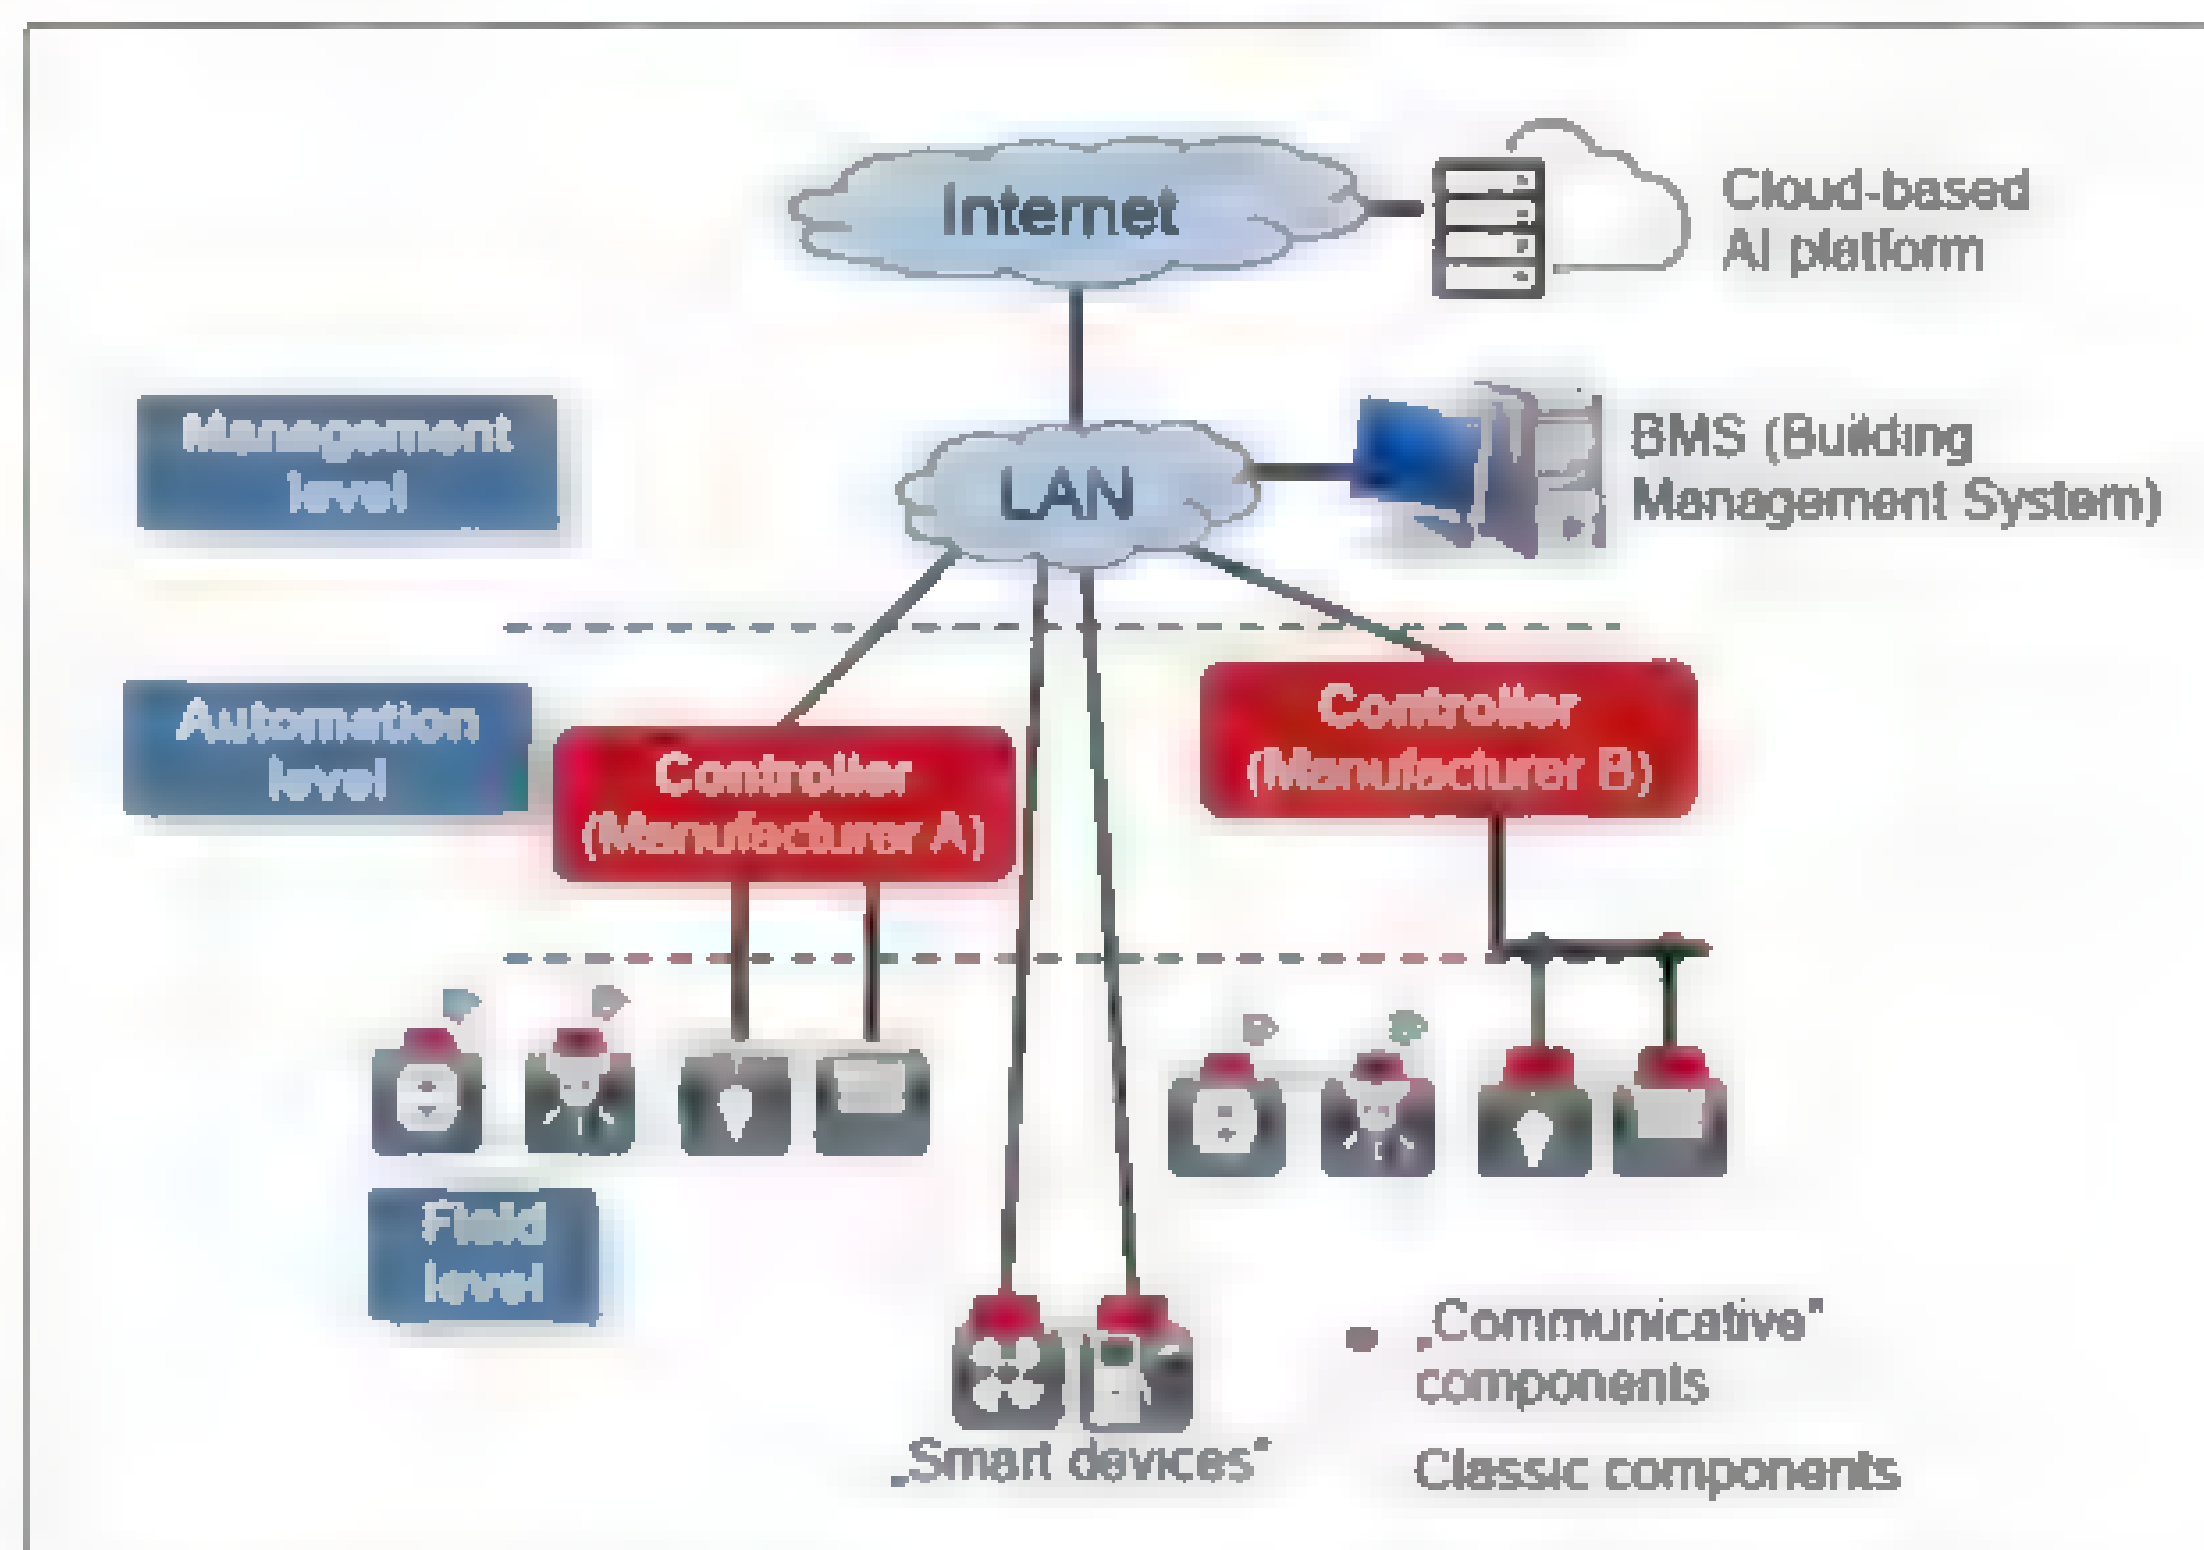 Internet
Cloud-based
AI platform
Management
level
LAN
BMS (Building
Management System)
Automation
level
Controller
(Manufacturer A)
Controller
(Manufacturer B)
Field
level
„Smart devices“
„Communicative“
components
Classic components